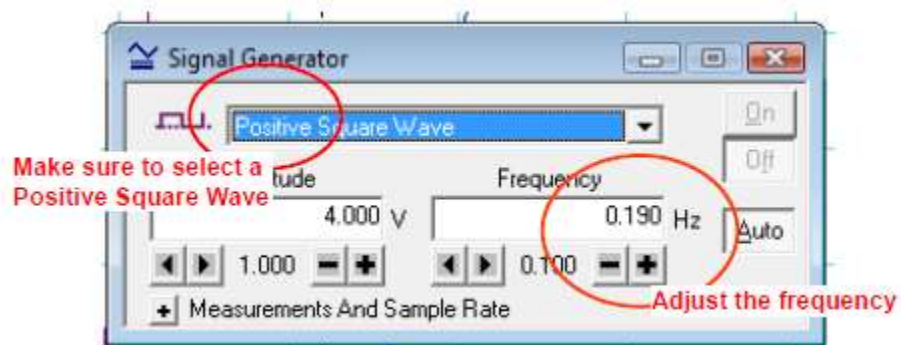 Signal Generator
Positive Square Wave
On
Make sure to select a
Positive Square Wave
Off
tude
Frequency
4.000 V
0.190 Hz
Auto
1.000
0.100
+ Measurements And Sample Rate
Adjust the frequency